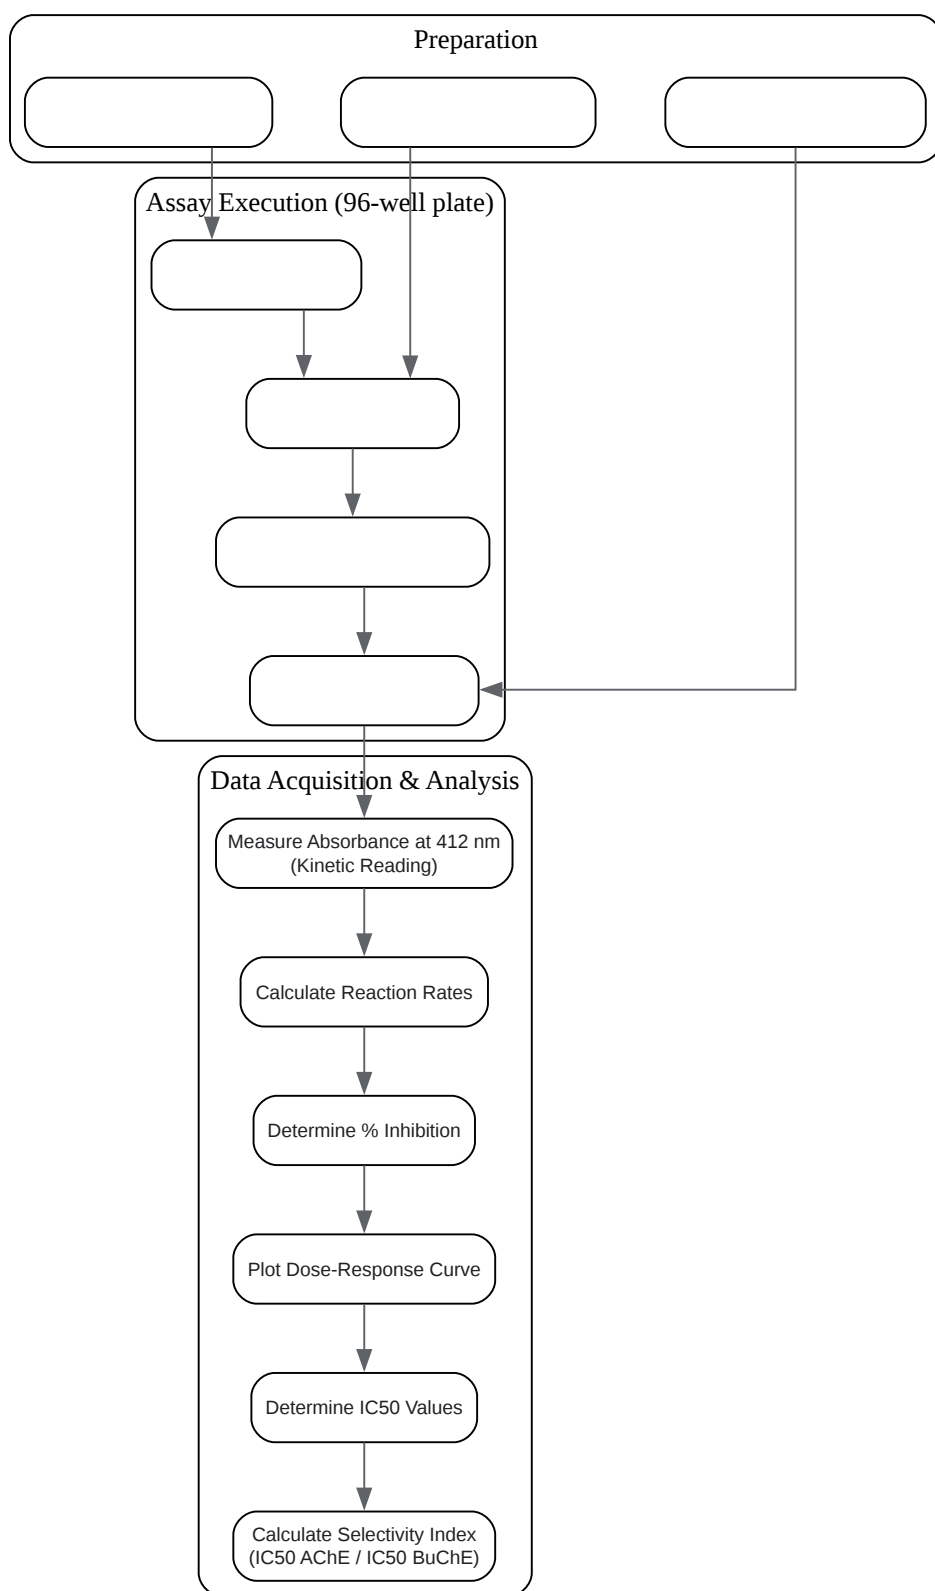 Preparation
Assay Execution (96-well plate)
Data Acquisition & Analysis
Measure Absorbance at 412 nm
(Kinetic Reading)
Calculate Reaction Rates
Determine % Inhibition
Plot Dose-Response Curve
Determine IC50 Values
Calculate Selectivity Index
(IC50 AChE / IC50 BuChE)